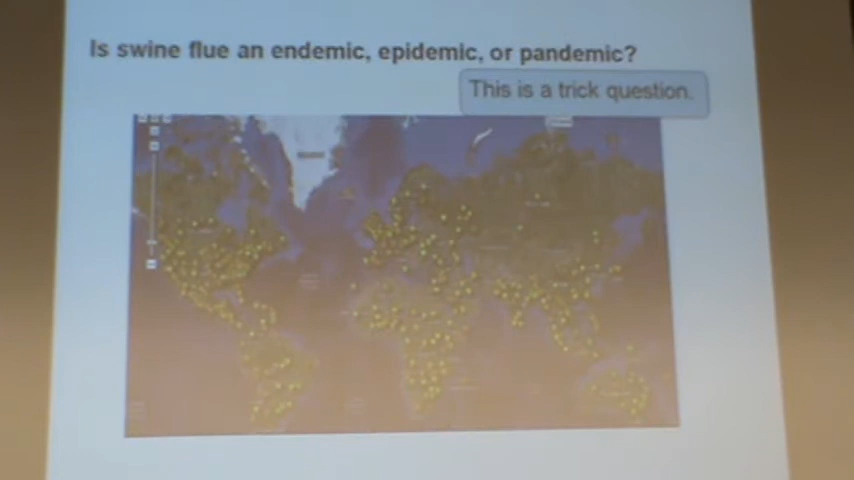 Is swine flue an endemic, epidemic, or pandemic?
This is a trick question.